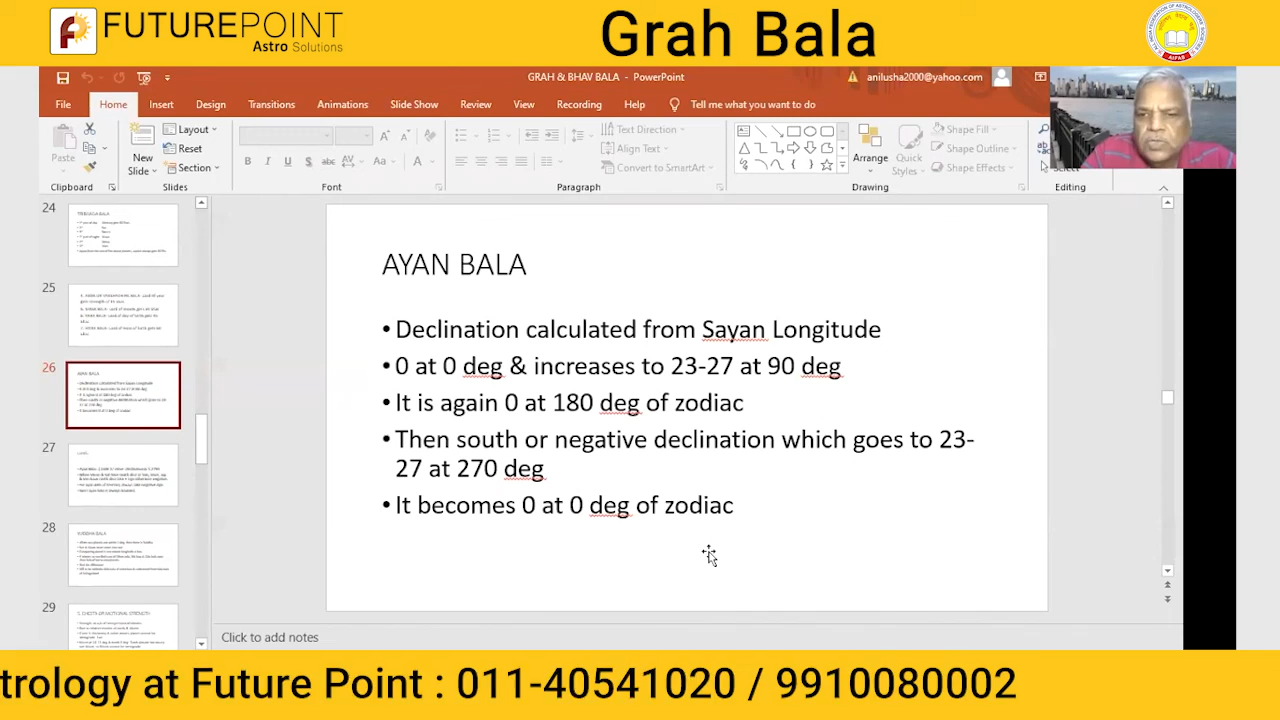 FUTUREPOINT
Astro Solutions
Grah Bala
GRAH & BHAV BALA - PowerPoint
anilusha2000@yahoo.com
File Home Insert Design Transitions Animations Slide Show Review View Recording Help Tell me what you want to do
Paste
New
Slide
Layout
Reset
Section
Text Direction
Align Text
Convert to SmartArt
Arrange
Quick
Styles
Shape Fill
Shape Outline
Shape Effects
Select
Clipboard Slides Font Paragraph Drawing Editing
24
25
26
27
28
29
AYAN BALA
• Declination calculated from Sayan Longitude
• 0 at 0 deg & increases to 23-27 at 90 deg
• It is again 0 at 180 deg of zodiac
• Then south or negative declination which goes to 23-
27 at 270 deg
• It becomes 0 at 0 deg of zodiac
Click to add notes
trology at Future Point : 011-40541020 / 9910080002